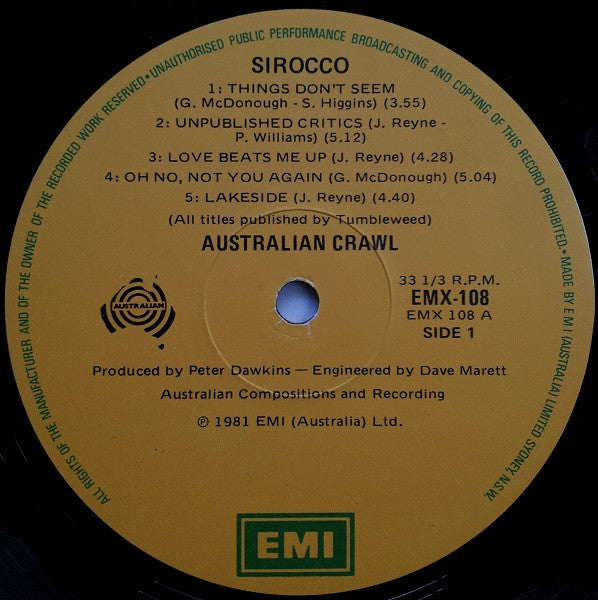 ALL RIGHTS OF THE MANUFACTURER AND OF THE OWNER OF THE RECORDED WORK RESERVED•UNAUTHORISED PUBLIC PERFORMANCE BROADCASTING AND COPYING OF THIS RECORD PROHIBITED.•MADE BY EMI (AUSTRALIA) LIMITED SYDNEY, N.S.W.
SIROCCO
1: THINGS DON'T SEEM
(G. McDONOUGH - S. Higgins) (3.55)
2: UNPUBLISHED CRITICS (J. Reyne -
P. Williams) (5.12)
3: LOVE BEATS ME UP (J. Reyne) (4.28)
4: OH NO, NOT YOU AGAIN (G. McDonough) (5.04)
5: LAKESIDE (J. Reyne) (4.40)
(All titles published by Tumbleweed)
AUSTRALIAN CRAWL
AUSTRALIAN
33 1/3 R.P.M.
EMX-108
EMX 108 A
SIDE 1
Produced by Peter Dawkins — Engineered by Dave Marett
Australian Compositions and Recording
℗ 1981 EMI (Australia) Ltd.
EMI